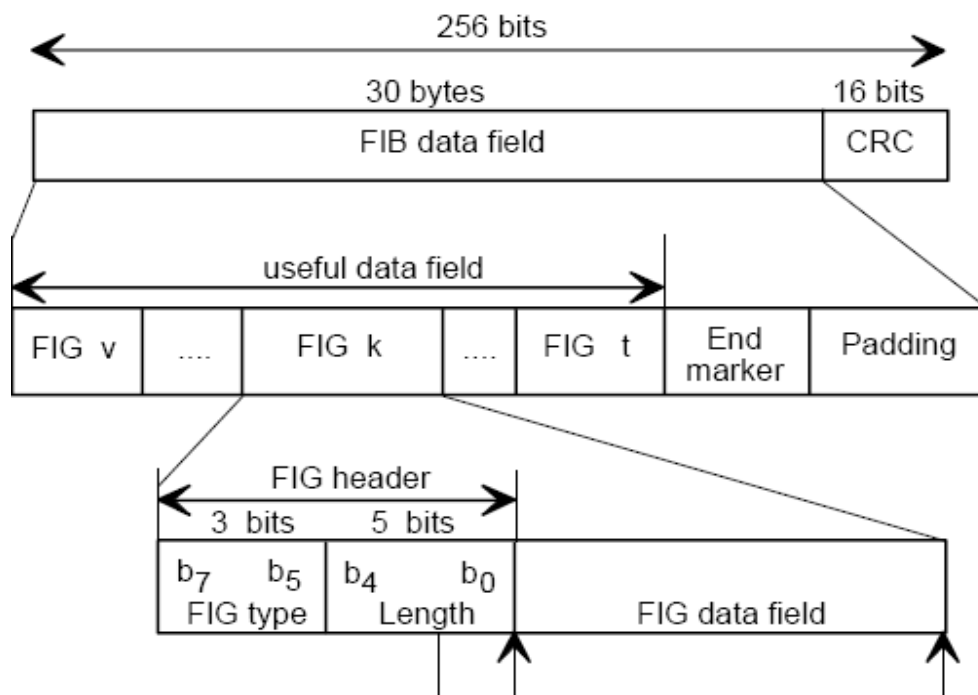 256 bits
30 bytes 16 bits
FIB data field CRC
useful data field
FIG v .... FIG k .... FIG t End marker Padding
FIG header
3 bits 5 bits
b7 b5 b4 b0
FIG type Length FIG data field